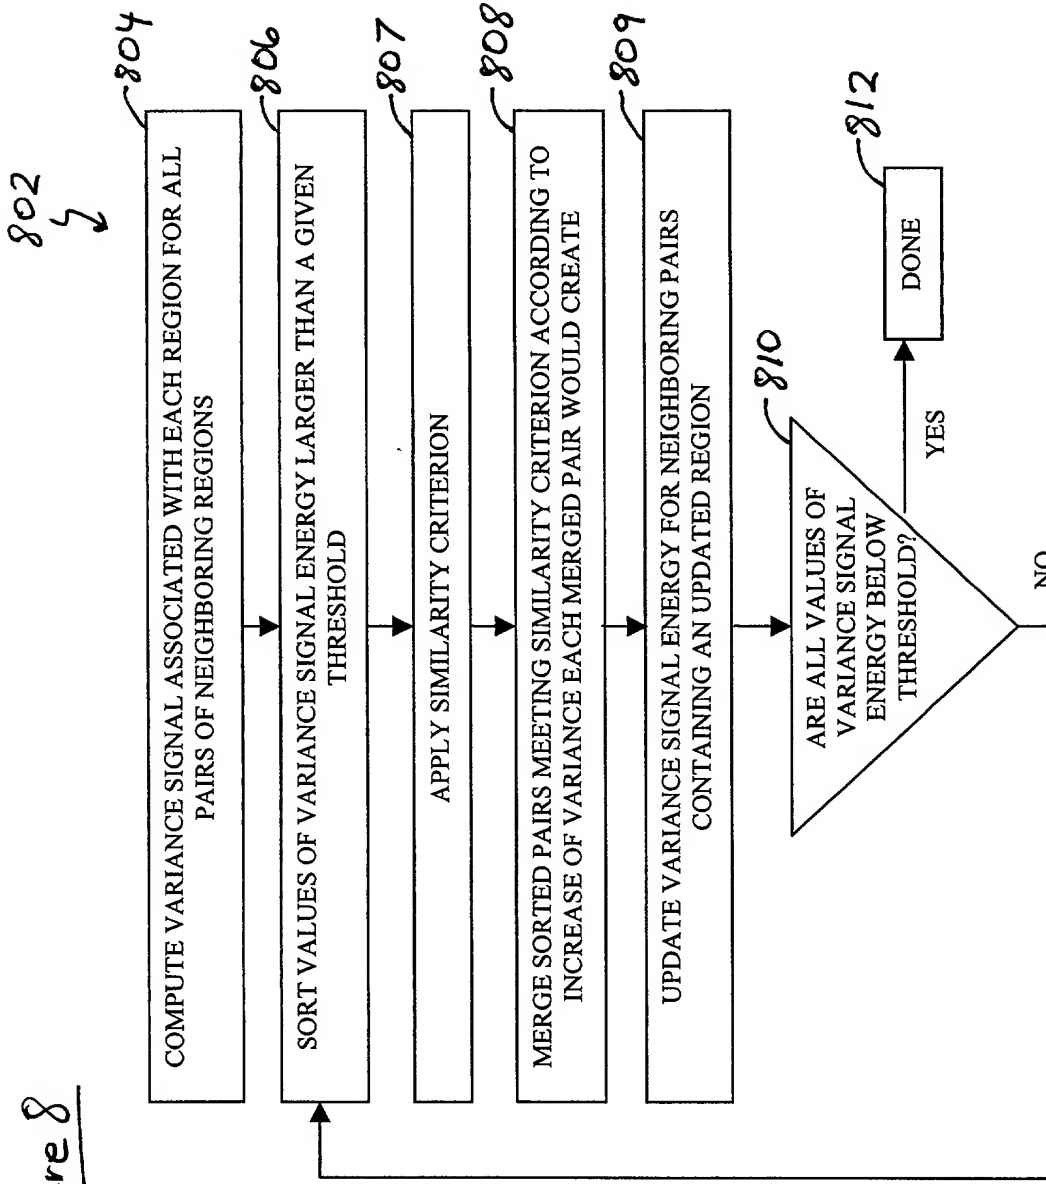 802
804
COMPUTE VARIANCE SIGNAL ASSOCIATED WITH EACH REGION FOR ALL
PAIRS OF NEIGHBORING REGIONS
806
SORT VALUES OF VARIANCE SIGNAL ENERGY LARGER THAN A GIVEN
THRESHOLD
807
APPLY SIMILARITY CRITERION
808
MERGE SORTED PAIRS MEETING SIMILARITY CRITERION ACCORDING TO
INCREASE OF VARIANCE EACH MERGED PAIR WOULD CREATE
809
UPDATE VARIANCE SIGNAL ENERGY FOR NEIGHBORING PAIRS
CONTAINING AN UPDATED REGION
810
ARE ALL VALUES OF
VARIANCE SIGNAL
ENERGY BELOW
THRESHOLD?
YES
812
DONE
NO
re 8